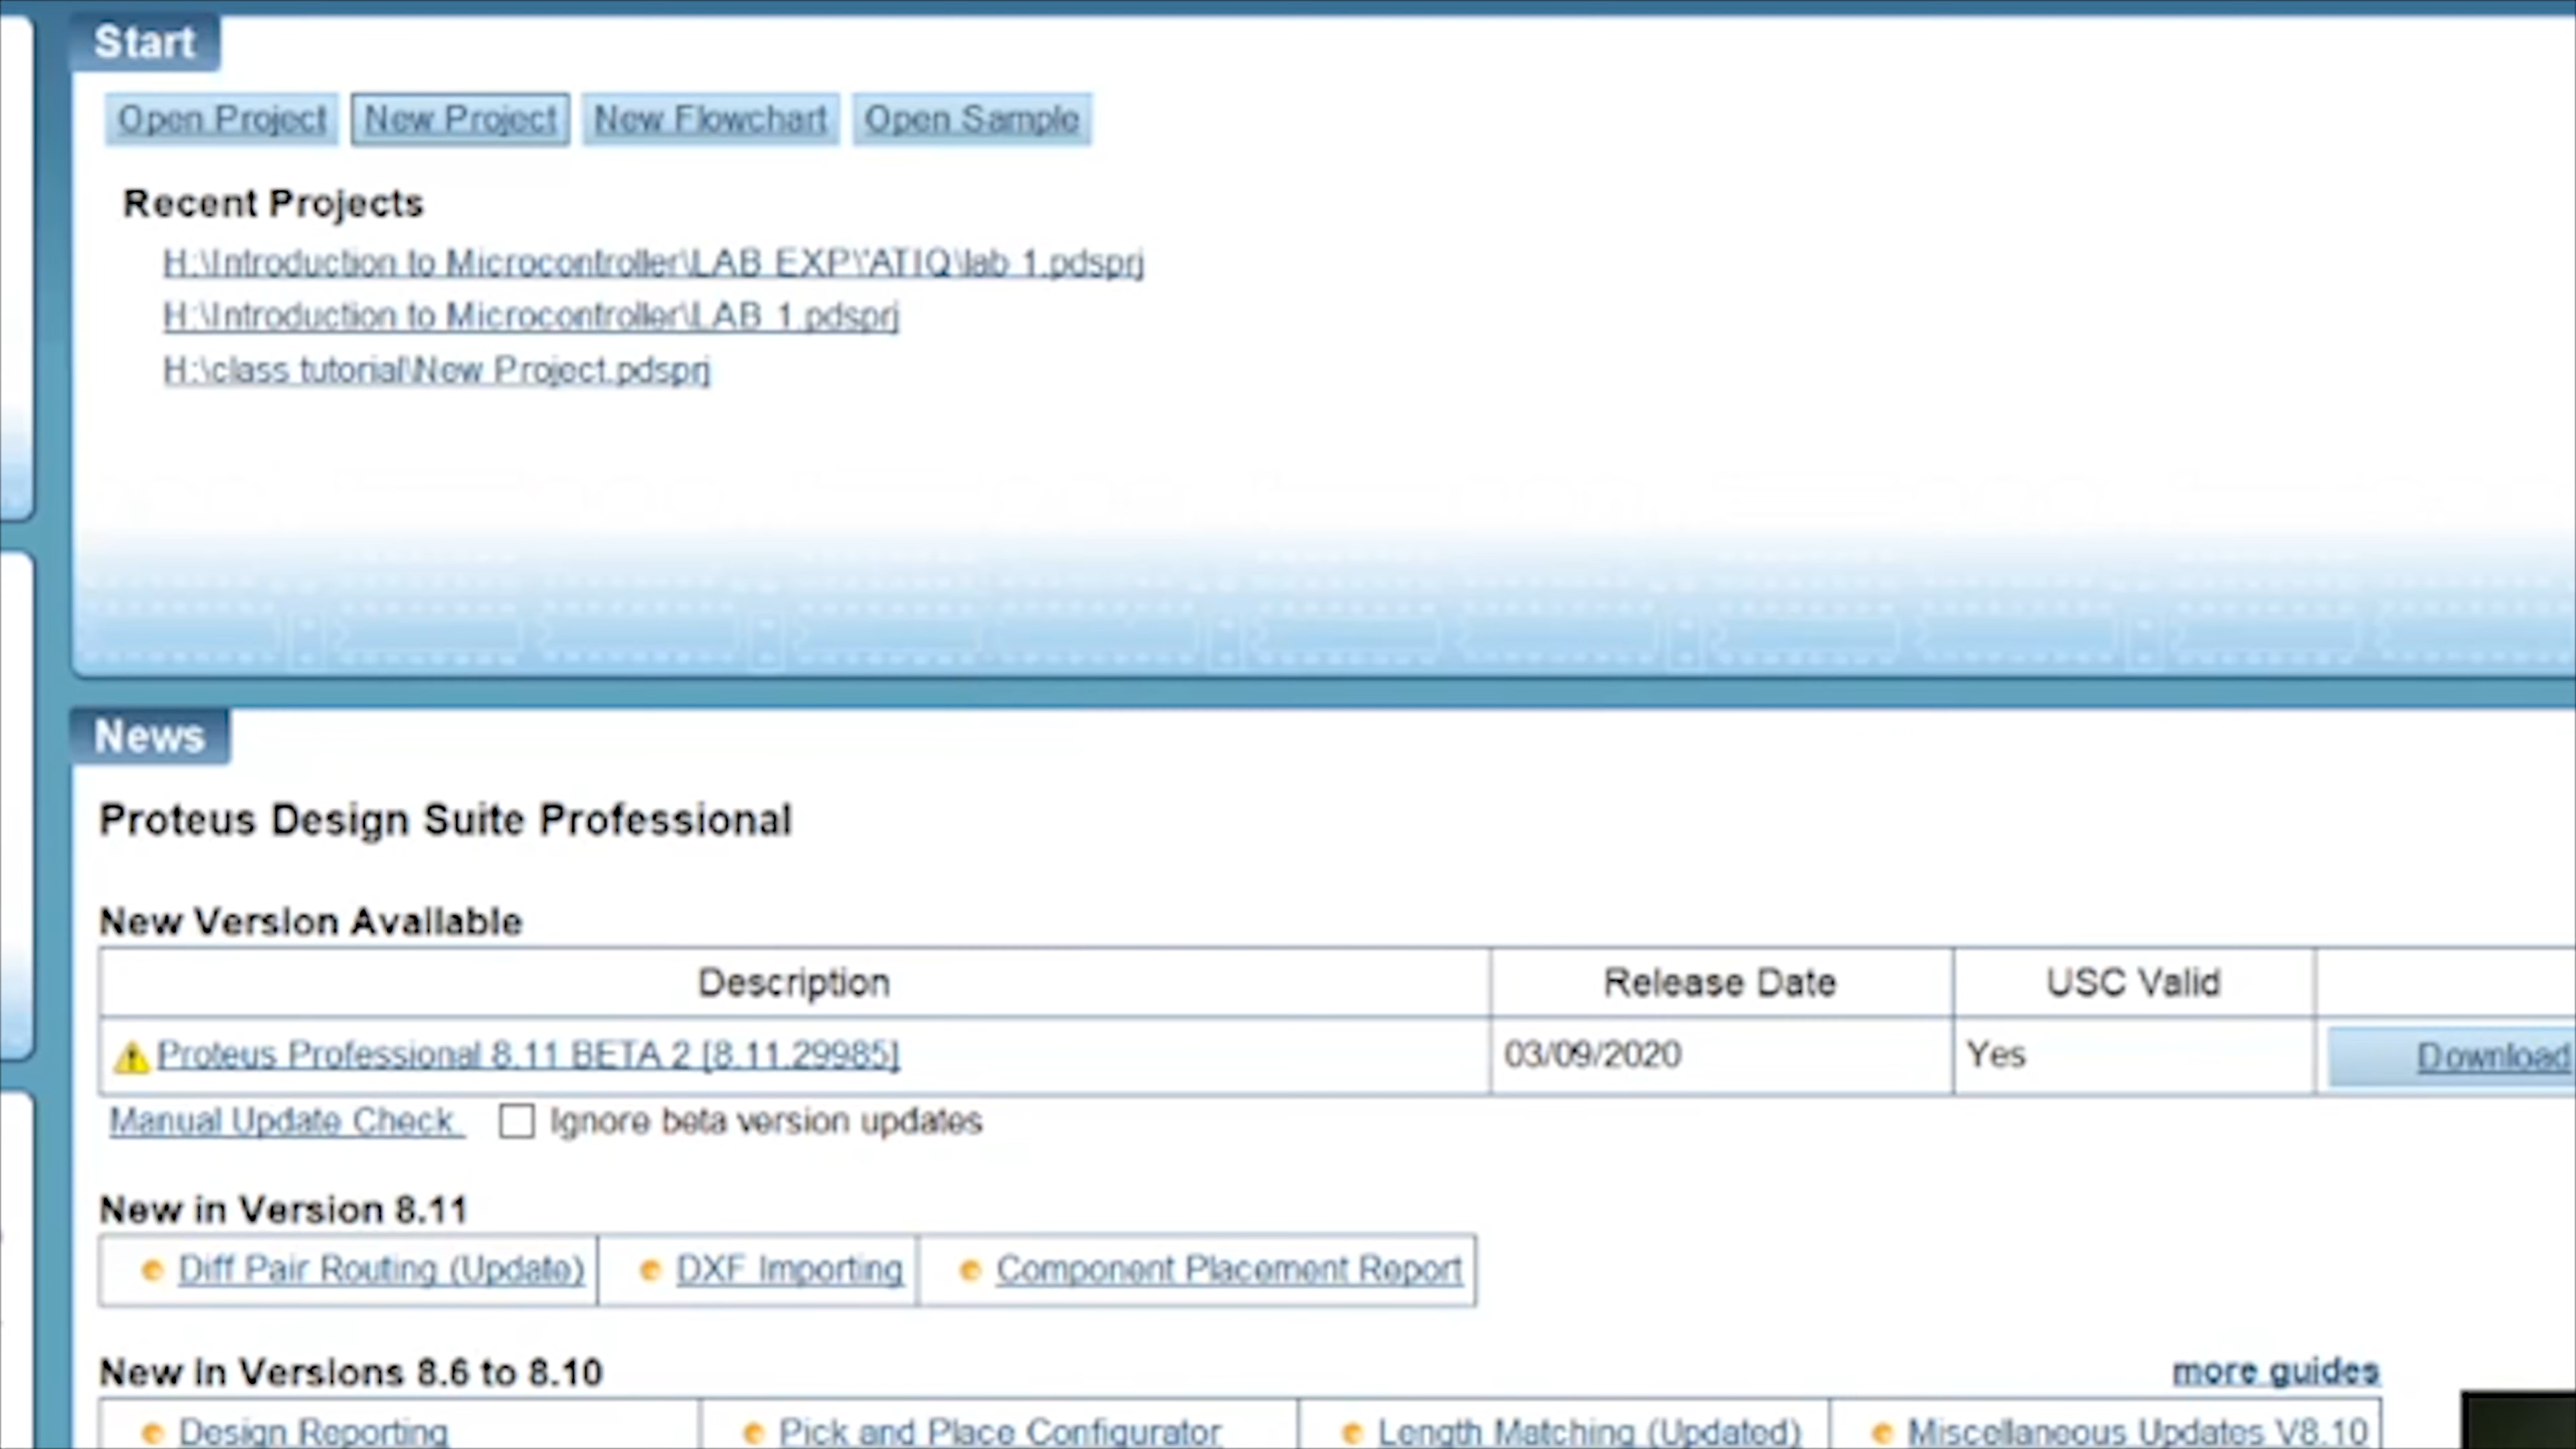 Start
Open Project New Project New Flowchart Open Sample
Recent Projects
H:\Introduction to Microcontroller\LAB EXP\'ATIQ\lab 1.pdsprj
H:\Introduction to Microcontroller\LAB 1.pdsprj
H:\class tutorial\New Project.pdsprj
News
Proteus Design Suite Professional
New Version Available
Description Release Date USC Valid
Proteus Professional 8.11 BETA 2 [8.11.29985] 03/09/2020 Yes Download
Manual Update Check Ignore beta version updates
New in Version 8.11
Diff Pair Routing (Update) DXF Importing Component Placement Report
New in Versions 8.6 to 8.10 more guides
Design Reporting Pick and Place Configurator Length Matching (Updated) Miscellaneous Updates V8.10